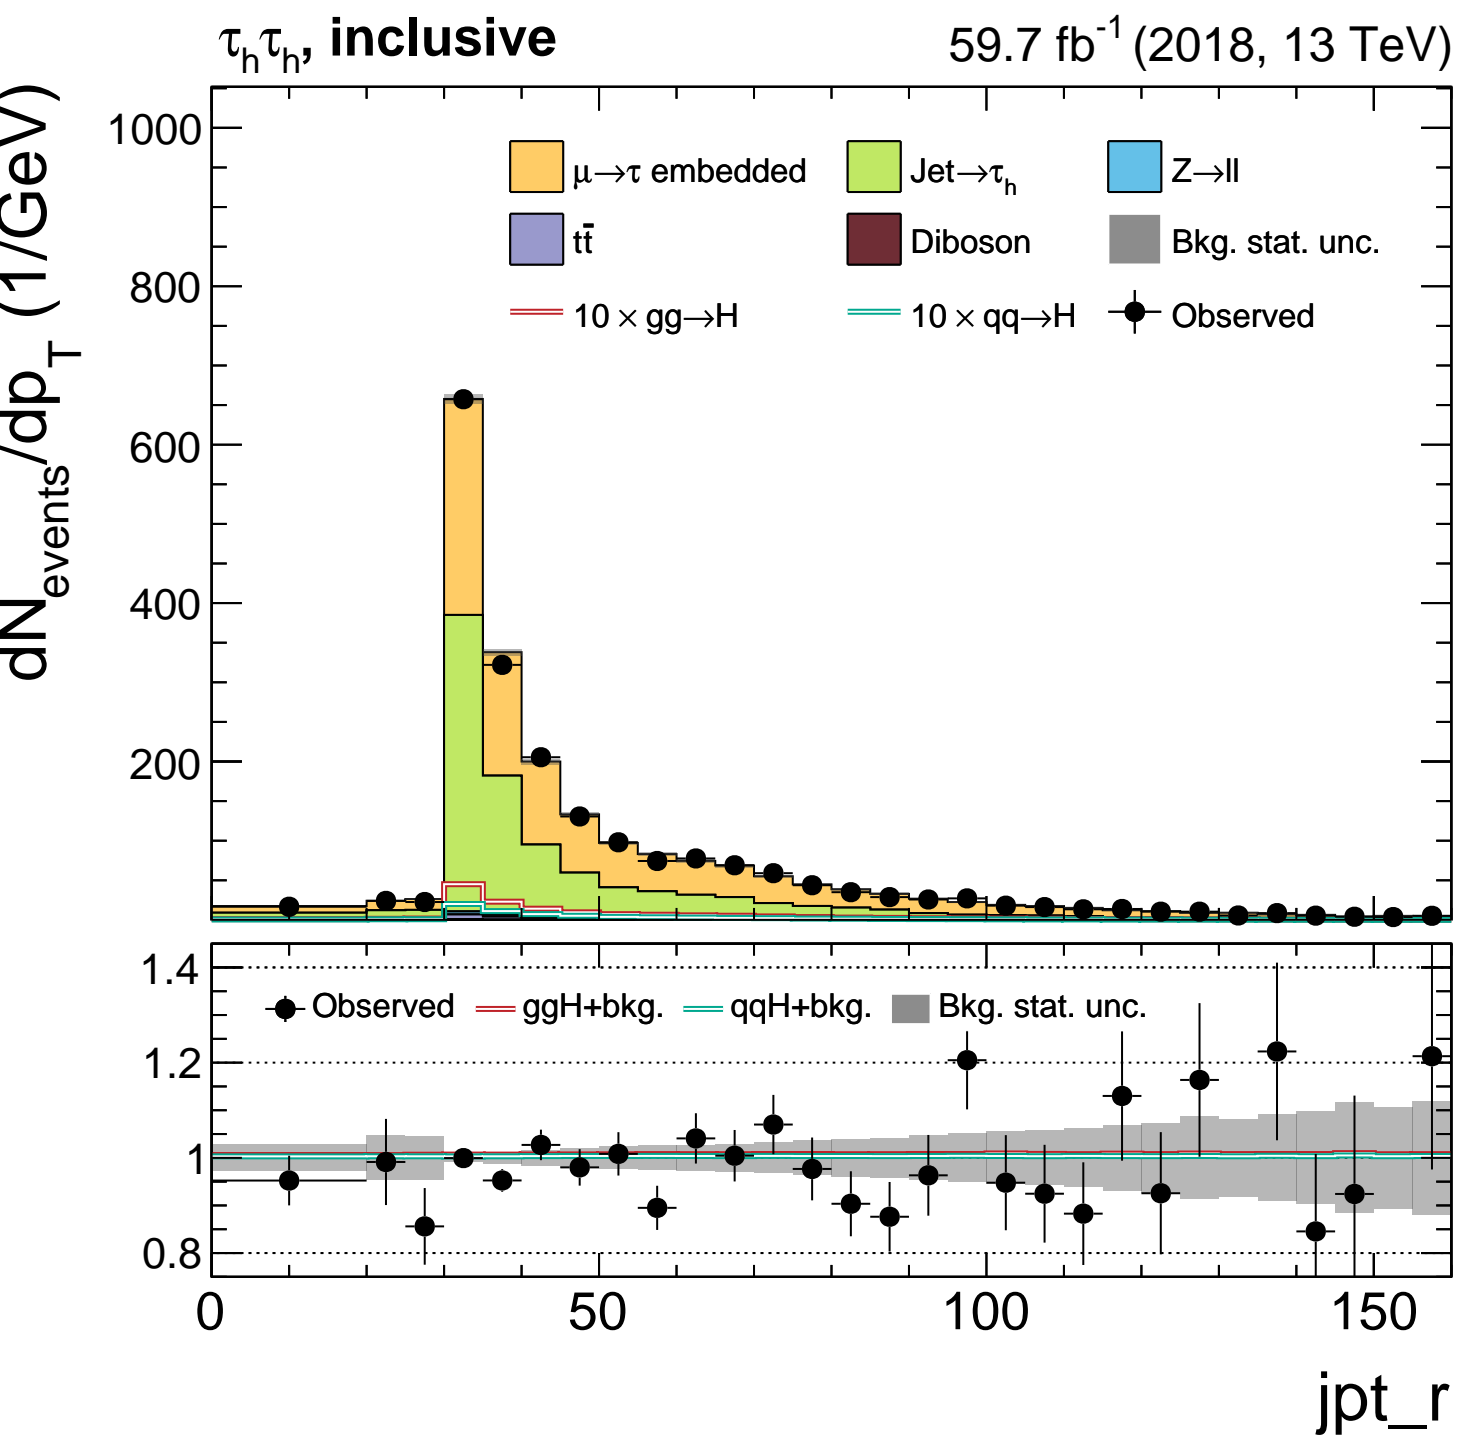 τhτh, inclusive 59.7 fb-1 (2018, 13 TeV)
dNevents/dpT (1/GeV)
1000
800
600
400
200
μ→τ embedded Jet→τh Z→ll
tt̄ Diboson Bkg. stat. unc.
10 × gg→H 10 × qq→H Observed
1.4
1.2
1
0.8
Observed ggH+bkg. qqH+bkg. Bkg. stat. unc.
0 50 100 150
jpt_r